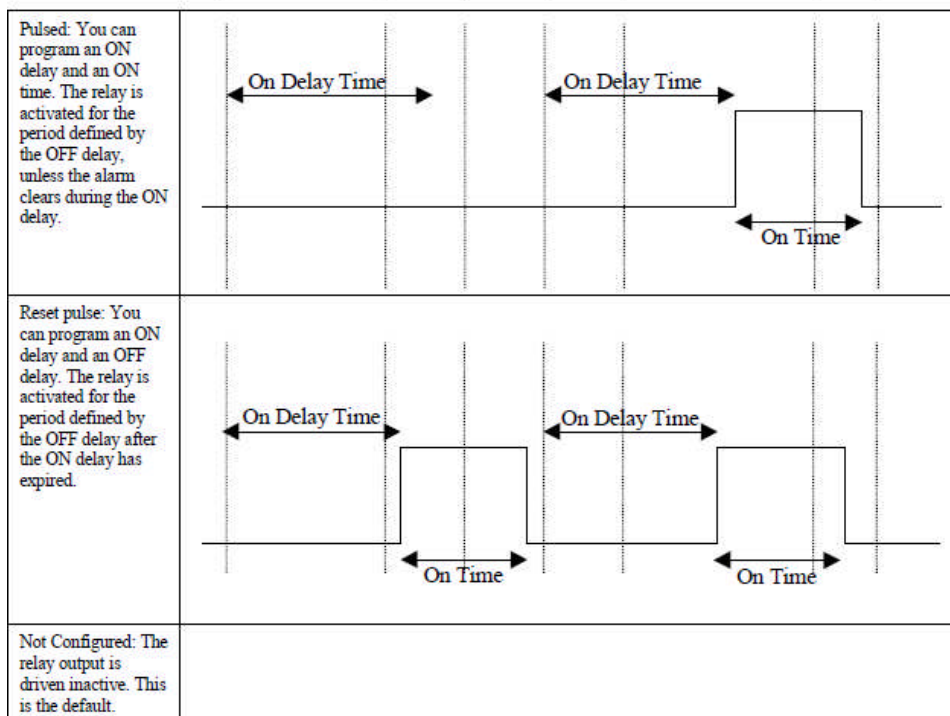 Pulsed: You can
program an ON
delay and an ON
time. The relay is
activated for the
period defined by
the OFF delay,
unless the alarm
clears during the ON
delay.
On Delay Time
On Delay Time
On Time
Reset pulse: You
can program an ON
delay and an OFF
delay. The relay is
activated for the
period defined by
the OFF delay after
the ON delay has
expired.
On Delay Time
On Delay Time
On Time
On Time
Not Configured: The
relay output is
driven inactive. This
is the default.